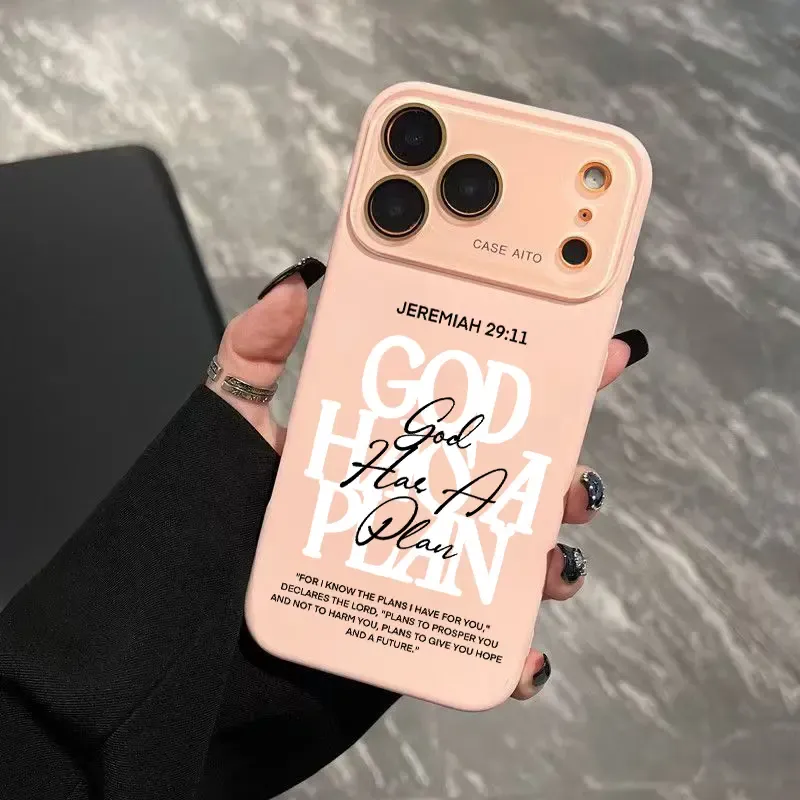 CASE AITO
JEREMIAH 29:11
GOD
HAS A
PLAN
God
Has A
Plan
"FOR I KNOW THE PLANS I HAVE FOR YOU,"
DECLARES THE LORD, "PLANS TO PROSPER YOU
AND NOT TO HARM YOU, PLANS TO GIVE YOU HOPE
AND A FUTURE."